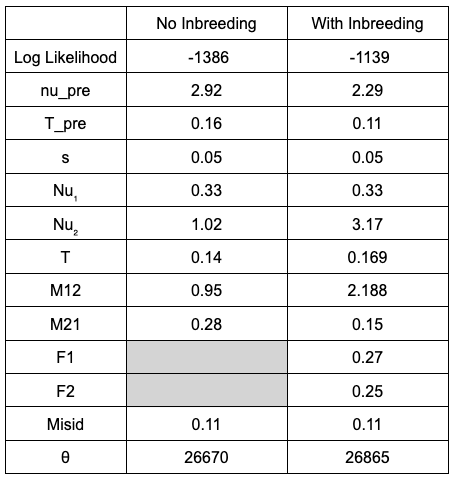 No Inbreeding With Inbreeding
Log Likelihood -1386 -1139
nu_pre 2.92 2.29
T_pre 0.16 0.11
s 0.05 0.05
Nu₁ 0.33 0.33
Nu₂ 1.02 3.17
T 0.14 0.169
M12 0.95 2.188
M21 0.28 0.15
F1 0.27
F2 0.25
Misid 0.11 0.11
θ 26670 26865